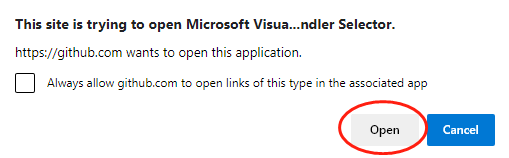 This site is trying to open Microsoft Visua...ndler Selector.
https://github.com wants to open this application.
Always allow github.com to open links of this type in the associated app
Open Cancel